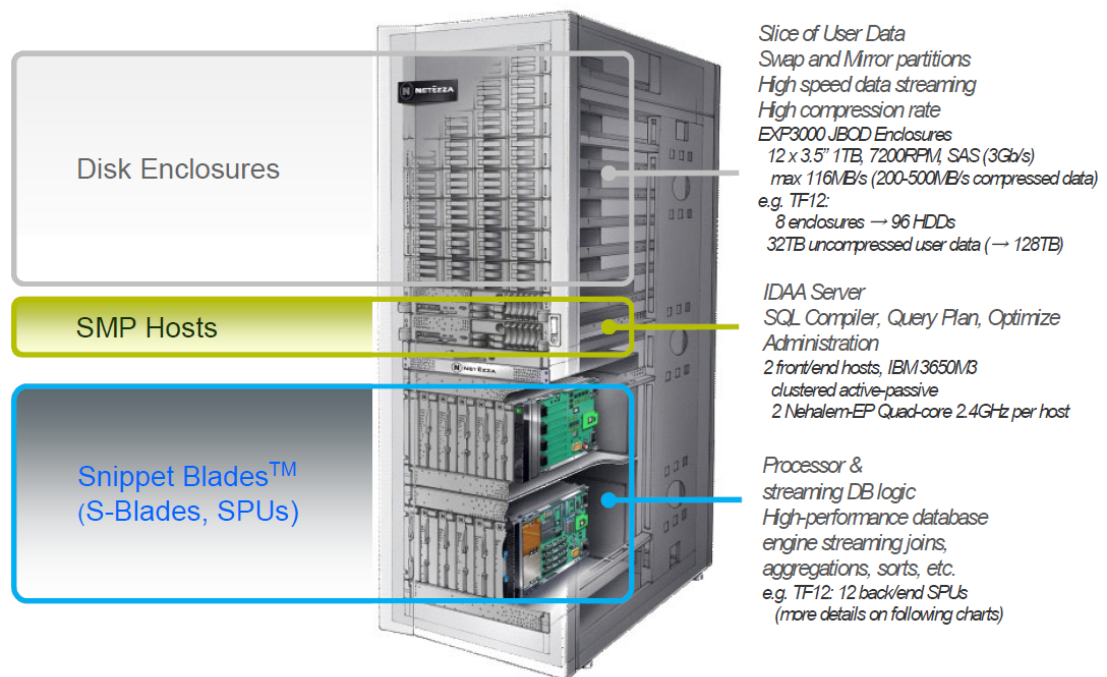 Slice of User Data
Swap and Mirror partitions
High speed data streaming
High compression rate
EXP3000 JBOD Enclosures
12 x 3.5" 1TB, 7200RPM, SAS (3Gb/s)
max 116MB/s (200-500MB/s compressed data)
e.g. TF12:
8 enclosures → 96 HDDs
32TB uncompressed user data (→ 128TB)
NETEZZA
Disk Enclosures
IDAA Server
SQL Compiler, Query Plan, Optimize
Administration
2 front/end hosts, IBM 3650M3
clustered active-passive
2 Nehalem-EP Quad-core 2.4GHz per host
SMP Hosts
NETEZZA
Snippet Blades™
(S-Blades, SPUs)
Processor &
streaming DB logic
High-performance database
engine streaming joins,
aggregations, sorts, etc.
e.g. TF12: 12 back/end SPUs
(more details on following charts)